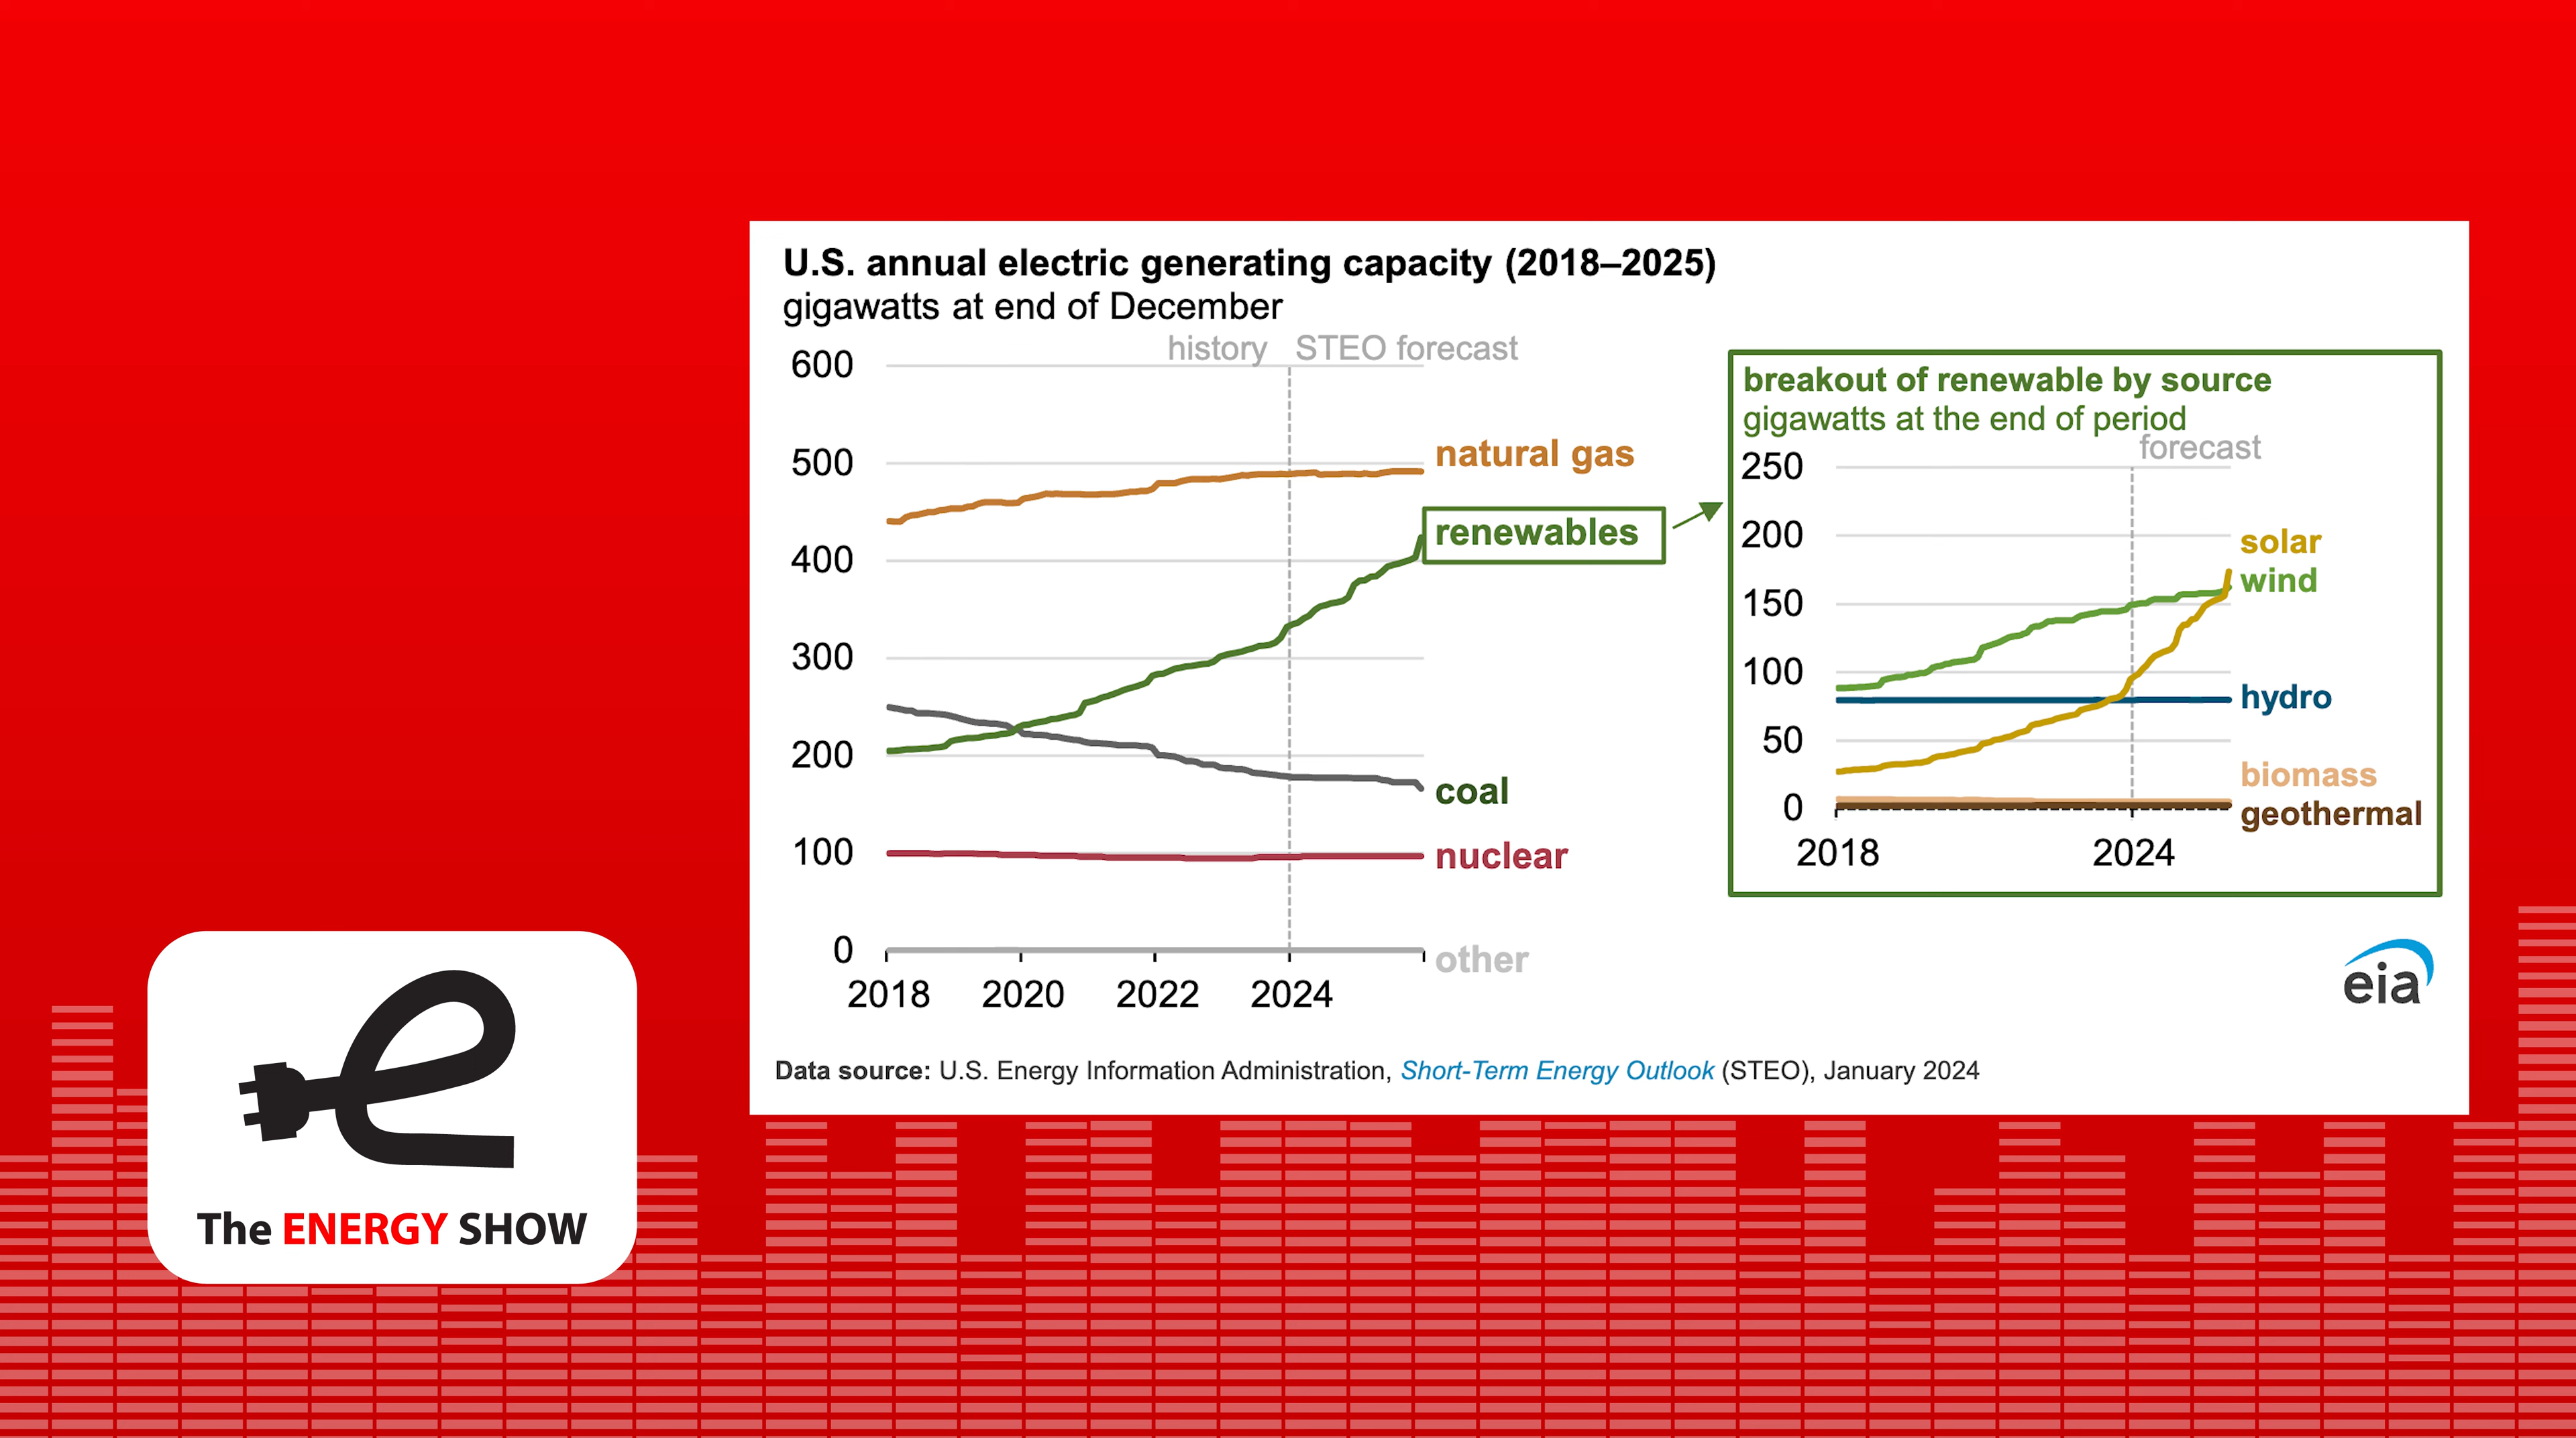 U.S. annual electric generating capacity (2018–2025)
gigawatts at end of December
history STEO forecast
600
500
400
300
200
100
0
2018 2020 2022 2024
natural gas
renewables
coal
nuclear
other
breakout of renewable by source
gigawatts at the end of period
forecast
250
200
150
100
50
0
2018 2024
solar
wind
hydro
biomass
geothermal
eia
Data source: U.S. Energy Information Administration, Short-Term Energy Outlook (STEO), January 2024
The ENERGY SHOW